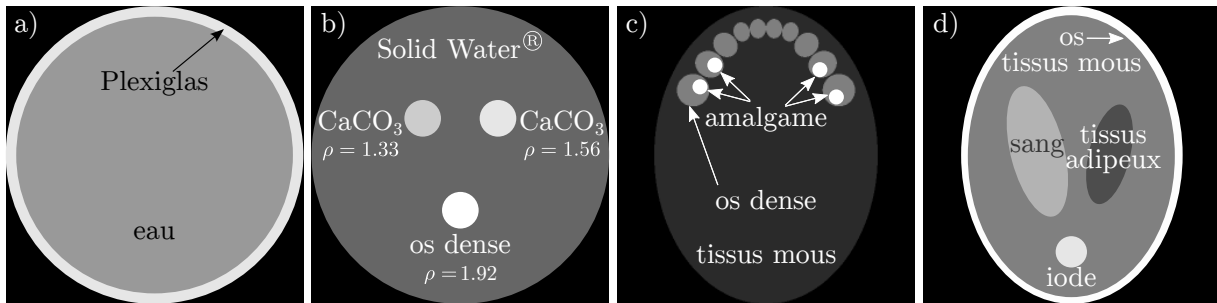 a)
Plexiglas
eau
b)
Solid Water®
CaCO₃
ρ = 1.33
CaCO₃
ρ = 1.56
os dense
ρ = 1.92
c)
amalgame
os dense
tissus mous
d)
os
tissus mous
sang
tissus
adipeux
iode